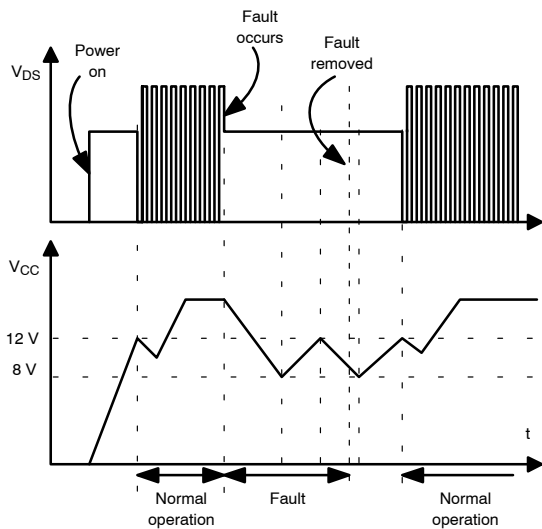 Fault
occurs
Power
on
Fault
removed
VDS
VCC
12 V
8 V
t
Normal
operation
Fault
Normal
operation